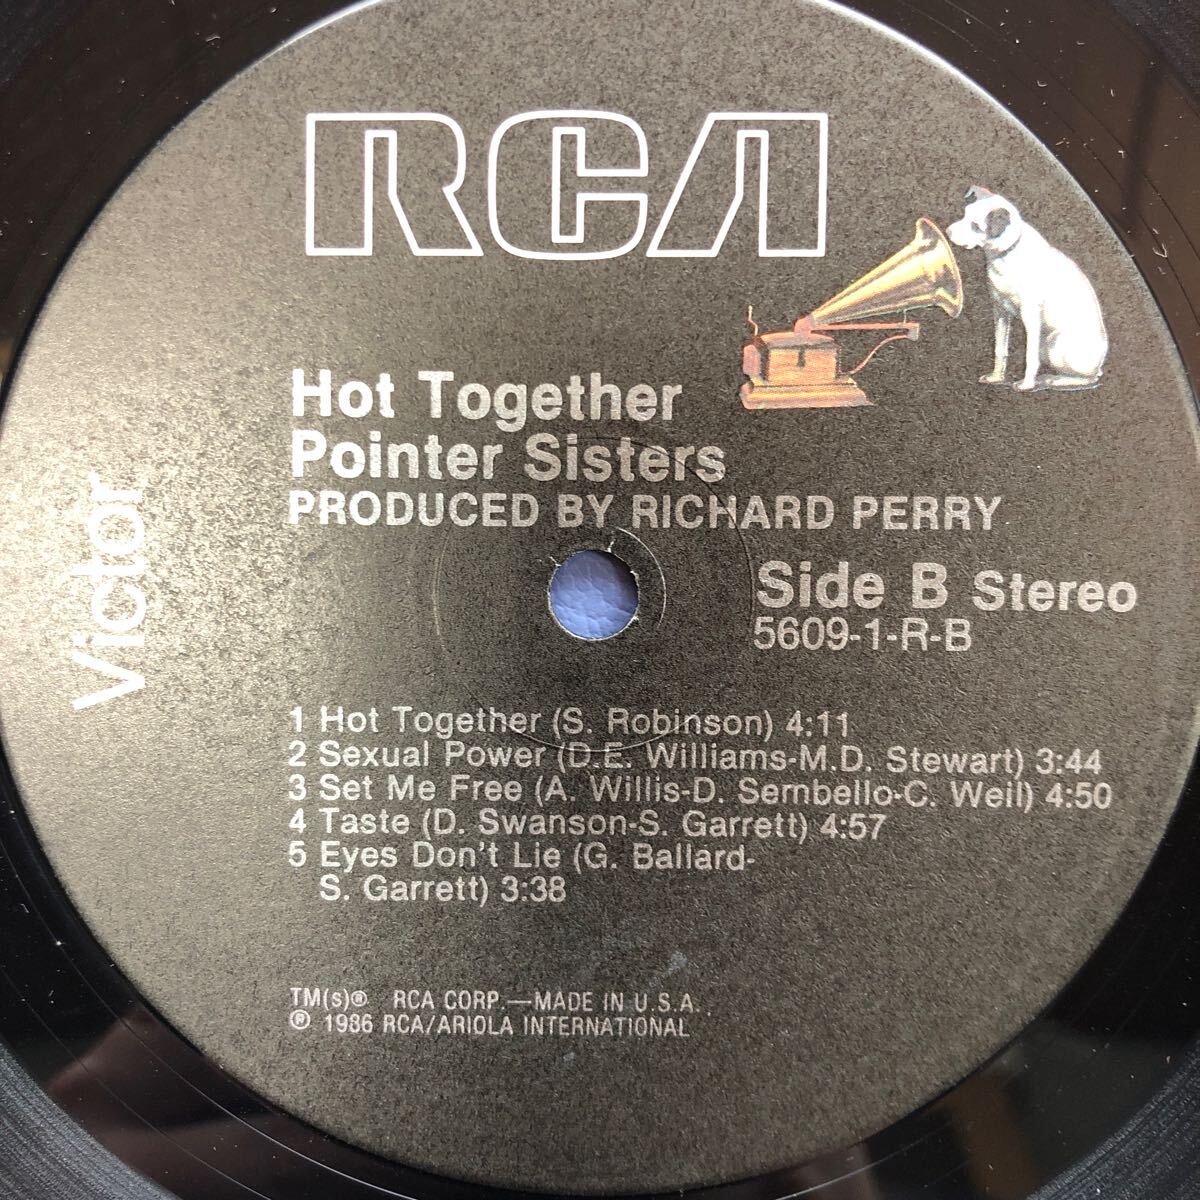 RCA
Hot Together
Pointer Sisters
PRODUCED BY RICHARD PERRY
Victor
Side B Stereo
5609-1-R-B
1 Hot Together (S. Robinson) 4:11
2 Sexual Power (D.E. Williams-M.D. Stewart) 3:44
3 Set Me Free (A. Willis-D. Sembello-C. Weil) 4:50
4 Taste (D. Swanson-S. Garrett) 4:57
5 Eyes Don't Lie (G. Ballard-
S. Garrett) 3:38
TM(s)® RCA CORP.—MADE IN U.S.A.
℗ 1986 RCA/ARIOLA INTERNATIONAL